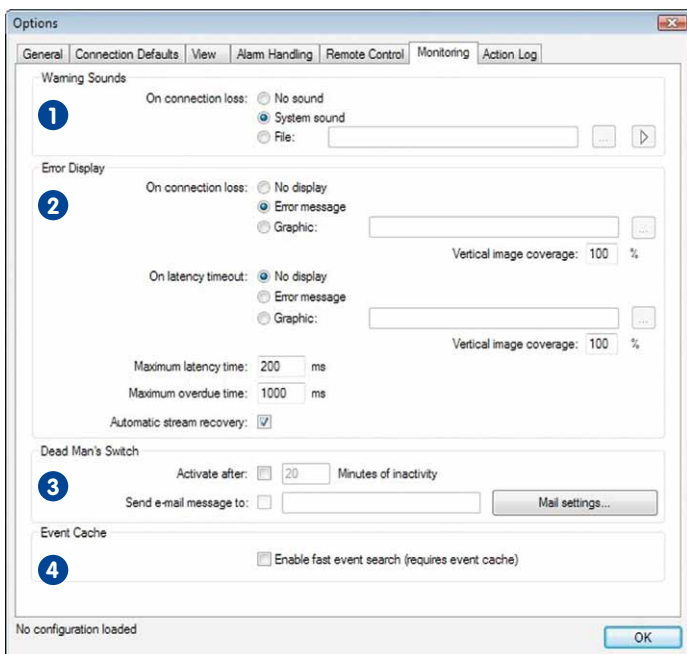 Options
General Connection Defaults View Alarm Handling Remote Control Monitoring Action Log
Warning Sounds
1
On connection loss: No sound
System sound
File: ...
Error Display
2
On connection loss: No display
Error message
Graphic: ...
Vertical image coverage: 100 %
On latency timeout: No display
Error message
Graphic: ...
Vertical image coverage: 100 %
Maximum latency time: 200 ms
Maximum overdue time: 1000 ms
Automatic stream recovery:
Dead Man's Switch
3
Activate after: 20 Minutes of inactivity
Send e-mail message to: Mail settings...
Event Cache
4
Enable fast event search (requires event cache)
No configuration loaded
OK